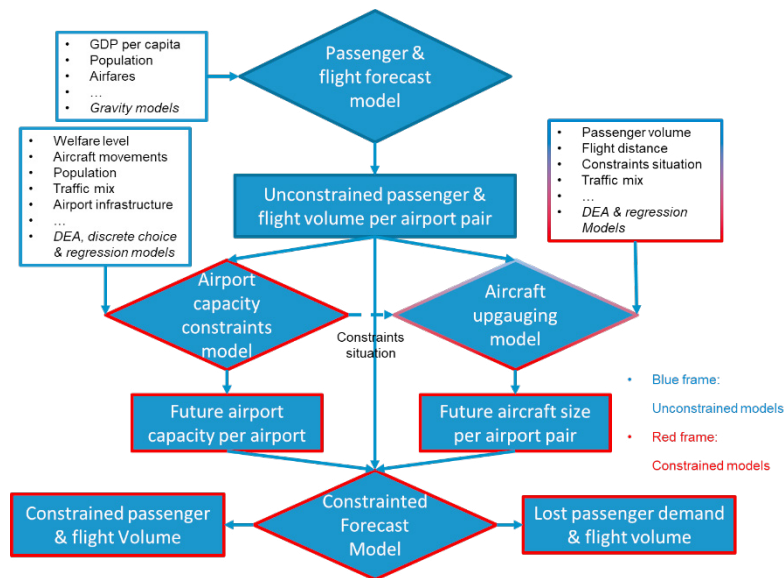 • GDP per capita
• Population
• Airfares
• …
• Gravity models
Passenger &
flight forecast
model
• Welfare level
• Aircraft movements
• Population
• Traffic mix
• Airport infrastructure
• …
• DEA, discrete choice
& regression models
• Passenger volume
• Flight distance
• Constraints situation
• Traffic mix
• …
• DEA & regression
Models
Unconstrained passenger &
flight volume per airport pair
Airport
capacity
constraints
model
Constraints
situation
Aircraft
upgauging
model
Future airport
capacity per airport
Future aircraft size
per airport pair
• Blue frame:
Unconstrained models
• Red frame:
Constrained models
Constrained passenger
& flight Volume
Constrainted
Forecast
Model
Lost passenger demand
& flight volume